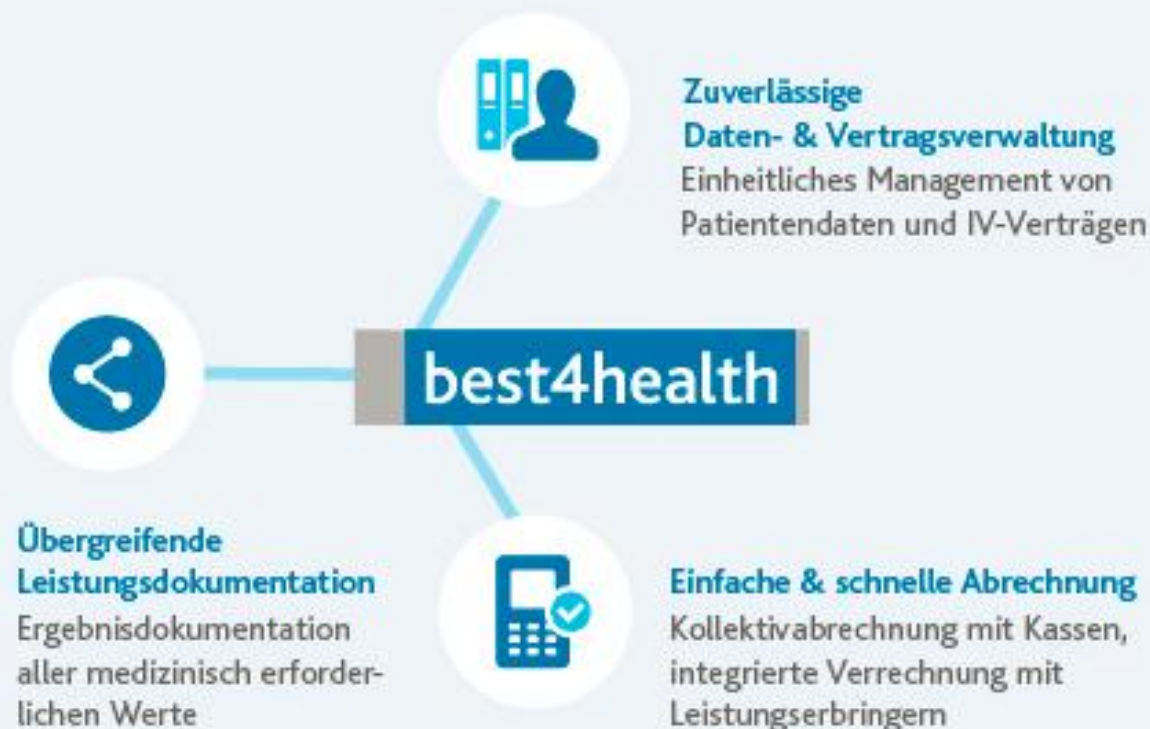 Zuverlässige
Daten- & Vertragsverwaltung
Einheitliches Management von
Patientendaten und IV-Verträgen
best4health
Übergreifende
Leistungsdokumentation
Ergebnisdokumentation
aller medizinisch erforder-
lichen Werte
Einfache & schnelle Abrechnung
Kollektivabrechnung mit Kassen,
integrierte Verrechnung mit
Leistungserbringern